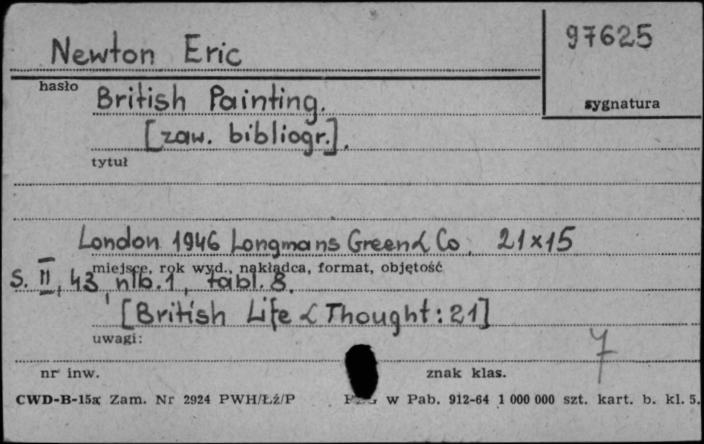 Newton Eric
97625
hasło
sygnatura
British Painting.
[zaw. bibliogr.].
tytuł
London 1946 Longmans Green & Co. 21×15
miejsce, rok wyd., nakładca, format, objętość
S. II, 43 nlb. 1, tabl. 8.
[British Life & Thought: 21]
uwagi:
7
nr inw.
znak klas.
CWD-B-15a Zam. Nr 2924 PWH/Łź/P w Pab. 912-64 1 000 000 szt. kart. b. kl. 5.